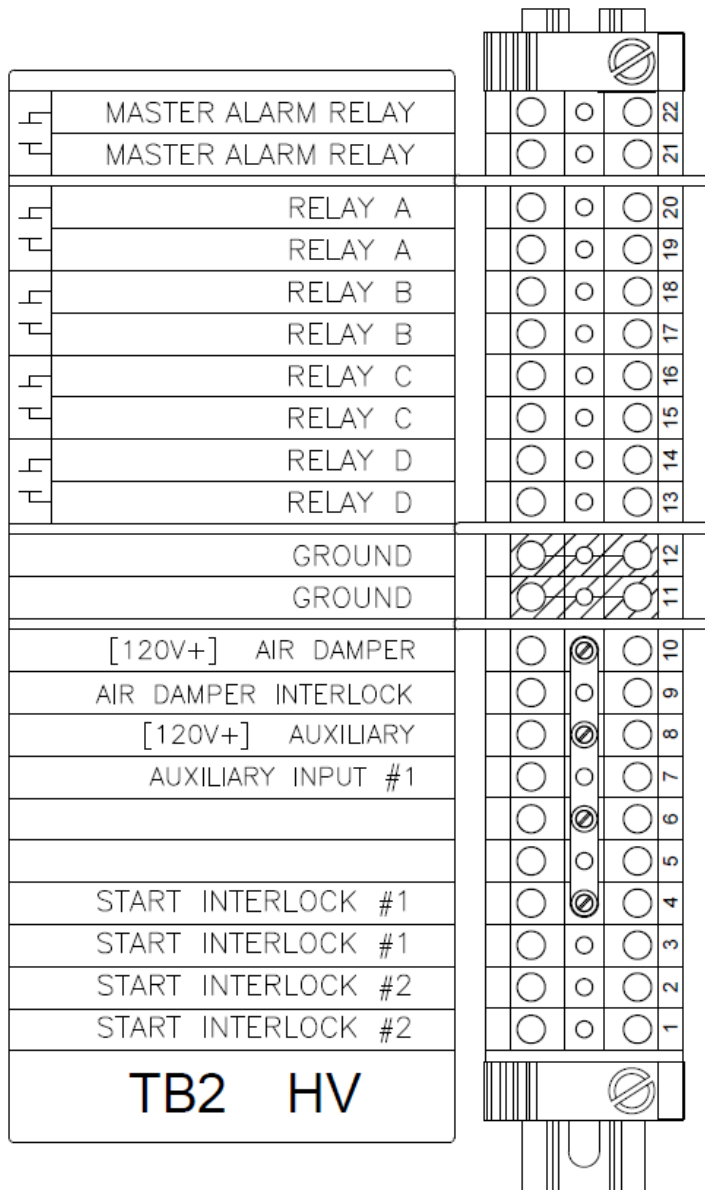 MASTER ALARM RELAY 22
MASTER ALARM RELAY 21
RELAY A 20
RELAY A 19
RELAY B 18
RELAY B 17
RELAY C 16
RELAY C 15
RELAY D 14
RELAY D 13
GROUND 12
GROUND 11
[120V+] AIR DAMPER 10
AIR DAMPER INTERLOCK 9
[120V+] AUXILIARY 8
AUXILIARY INPUT #1 7
6
5
START INTERLOCK #1 4
START INTERLOCK #1 3
START INTERLOCK #2 2
START INTERLOCK #2 1
TB2 HV